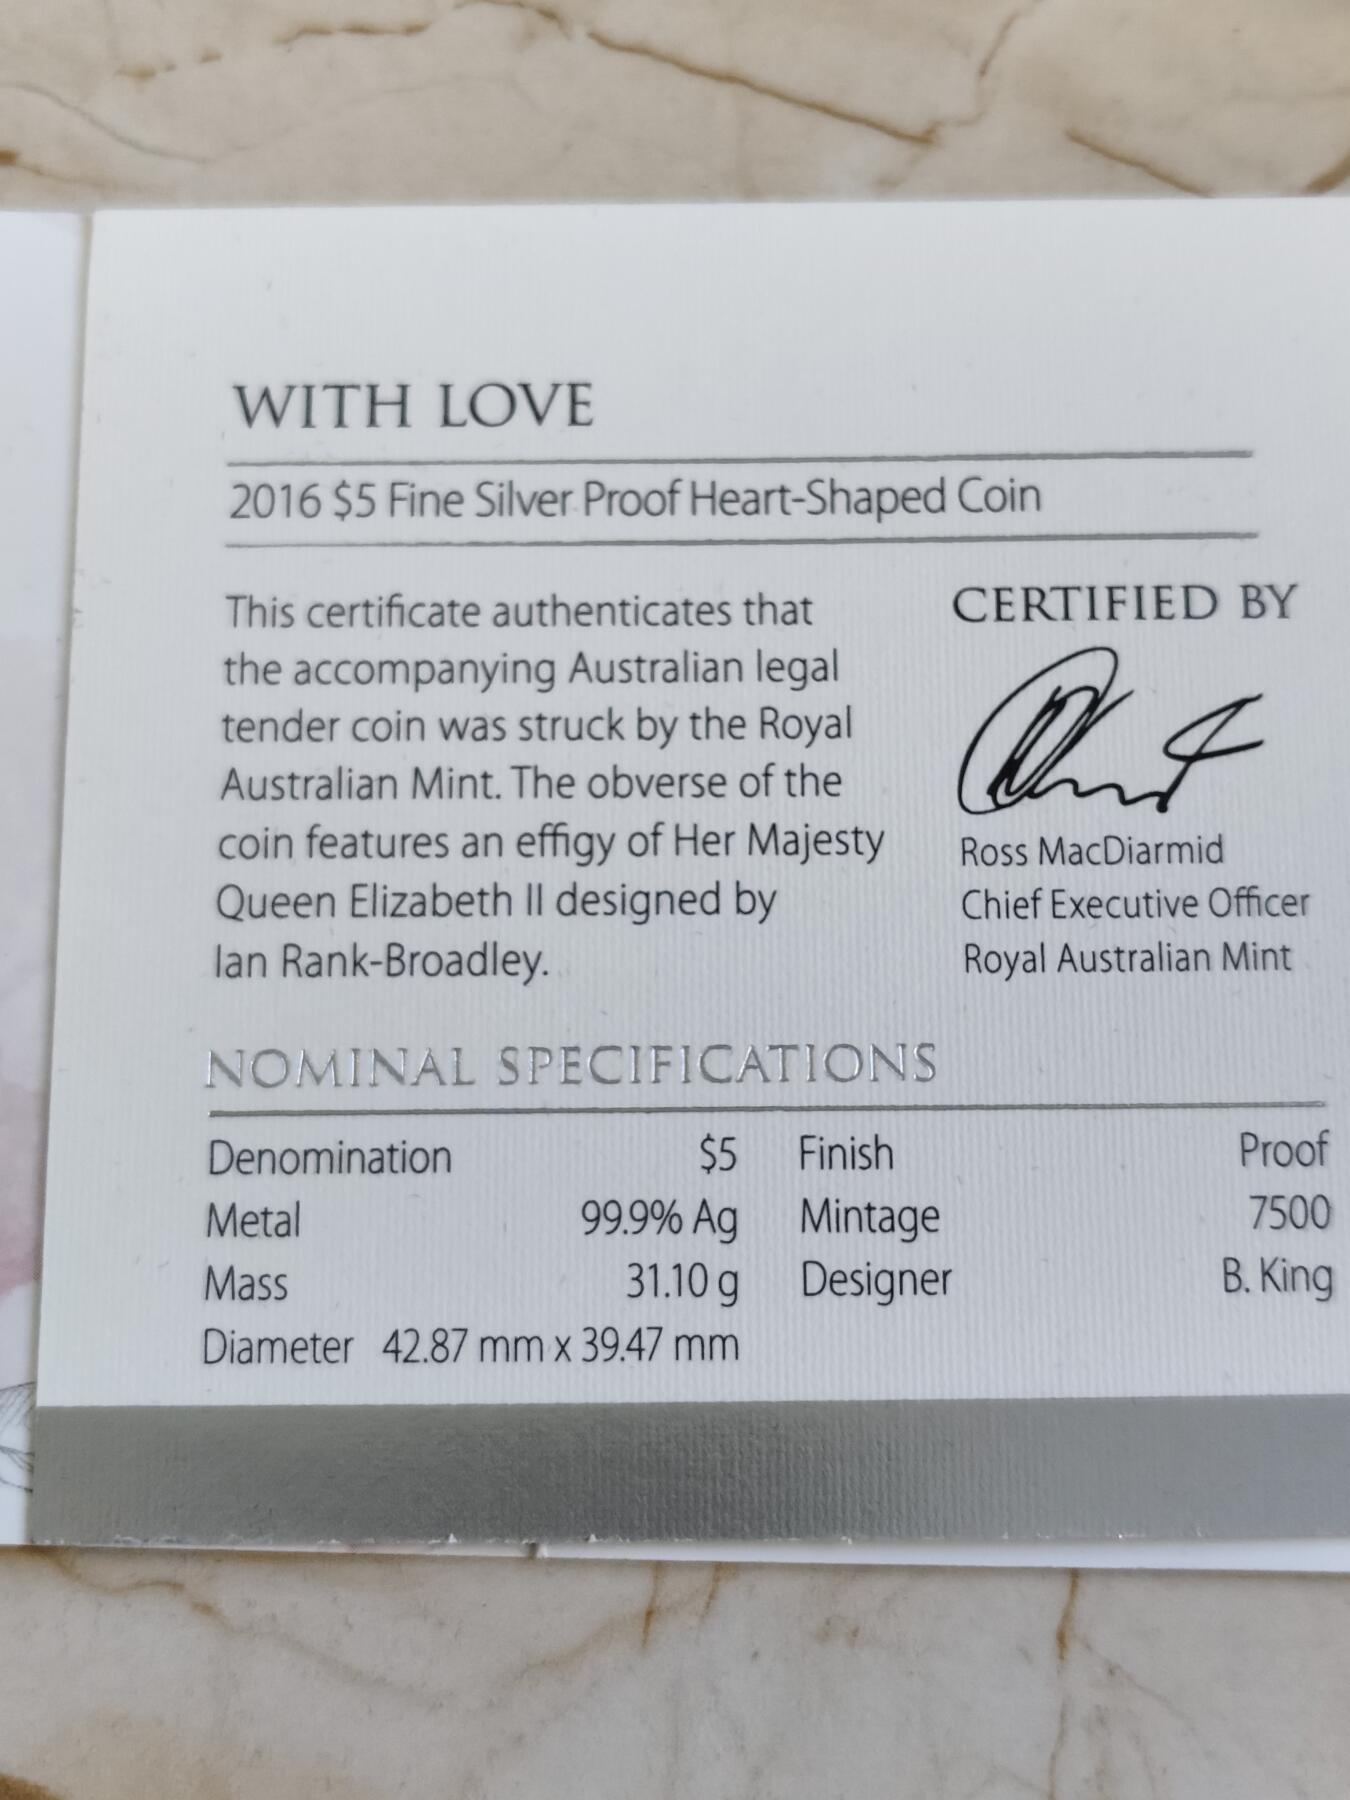 WITH LOVE
2016 $5 Fine Silver Proof Heart-Shaped Coin
This certificate authenticates that
the accompanying Australian legal
tender coin was struck by the Royal
Australian Mint. The obverse of the
coin features an effigy of Her Majesty
Queen Elizabeth II designed by
Ian Rank-Broadley.
CERTIFIED BY
Ross MacDiarmid
Chief Executive Officer
Royal Australian Mint
NOMINAL SPECIFICATIONS
Denomination $5
Metal 99.9% Ag
Mass 31.10 g
Diameter 42.87 mm x 39.47 mm
Finish Proof
Mintage 7500
Designer B. King